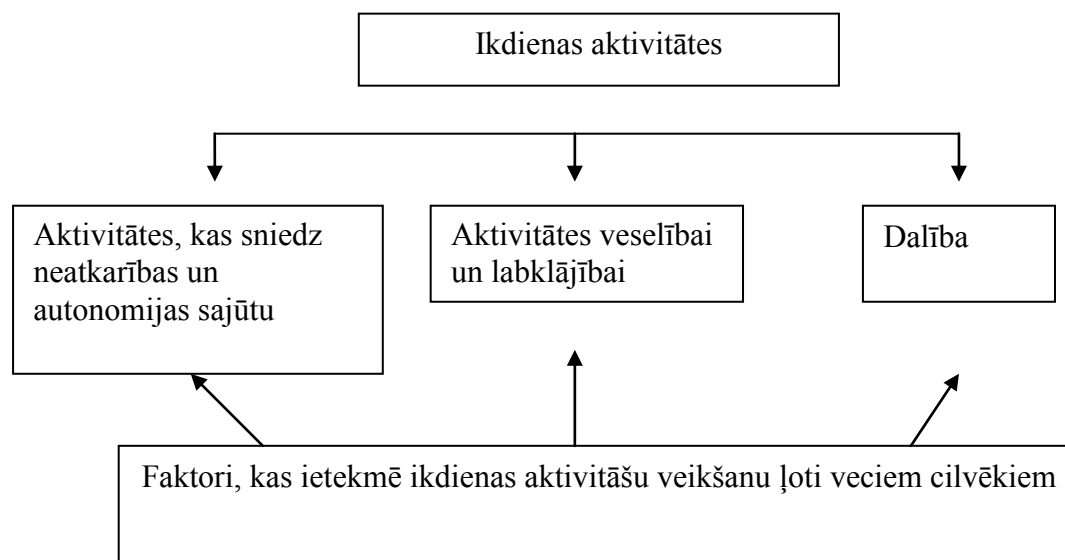 Ikdienas aktivitātes
Aktivitātes, kas sniedz
neatkarības un
autonomijas sajūtu
Aktivitātes veselībai
un labklājībai
Dalība
Faktori, kas ietekmē ikdienas aktivitāšu veikšanu ļoti veciem cilvēkiem